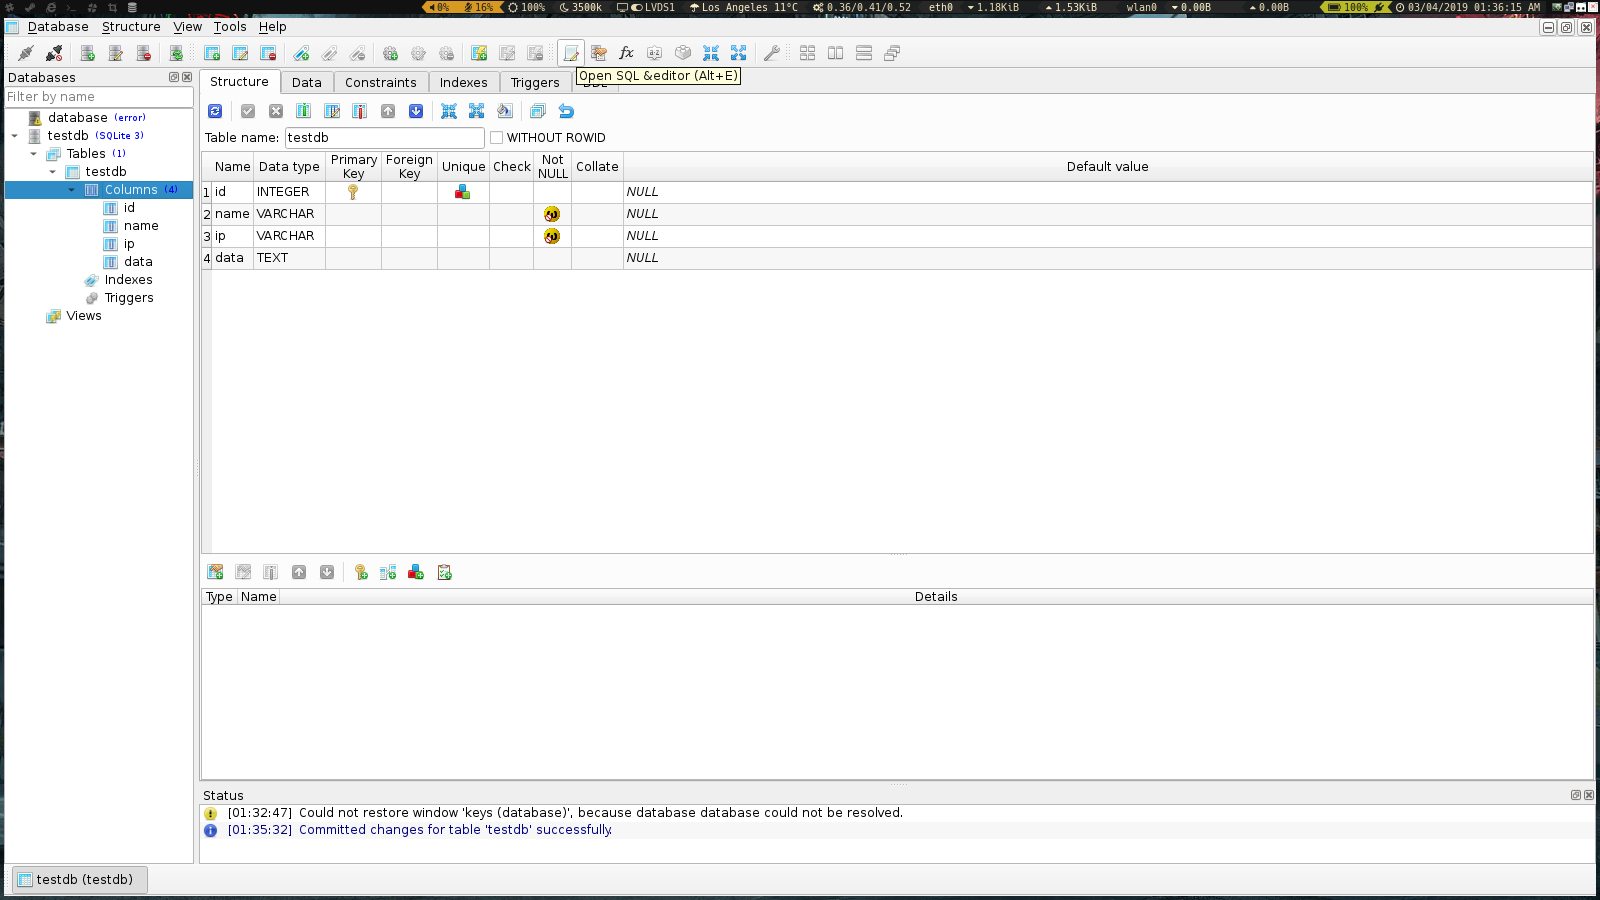 0% 16% 100% 3500k LVDS1 Los Angeles 11°C 0.36/0.41/0.52 eth0 1.18KiB 1.53KiB wlan0 0.00B 0.00B 100% 03/04/2019 01:36:15 AM
Database Structure View Tools Help
Databases
Filter by name
database (error)
testdb (SQLite 3)
Tables (1)
testdb
Columns (4)
id
name
ip
data
Indexes
Triggers
Views
Structure Data Constraints Indexes Triggers DDL
Open SQL &editor (Alt+E)
Table name: testdb WITHOUT ROWID
Name Data type Primary Key Foreign Key Unique Check Not NULL Collate Default value
1 id INTEGER NULL
2 name VARCHAR NULL
3 ip VARCHAR NULL
4 data TEXT NULL
Type Name Details
Status
[01:32:47] Could not restore window 'keys (database)', because database database could not be resolved.
[01:35:32] Committed changes for table 'testdb' successfully.
testdb (testdb)